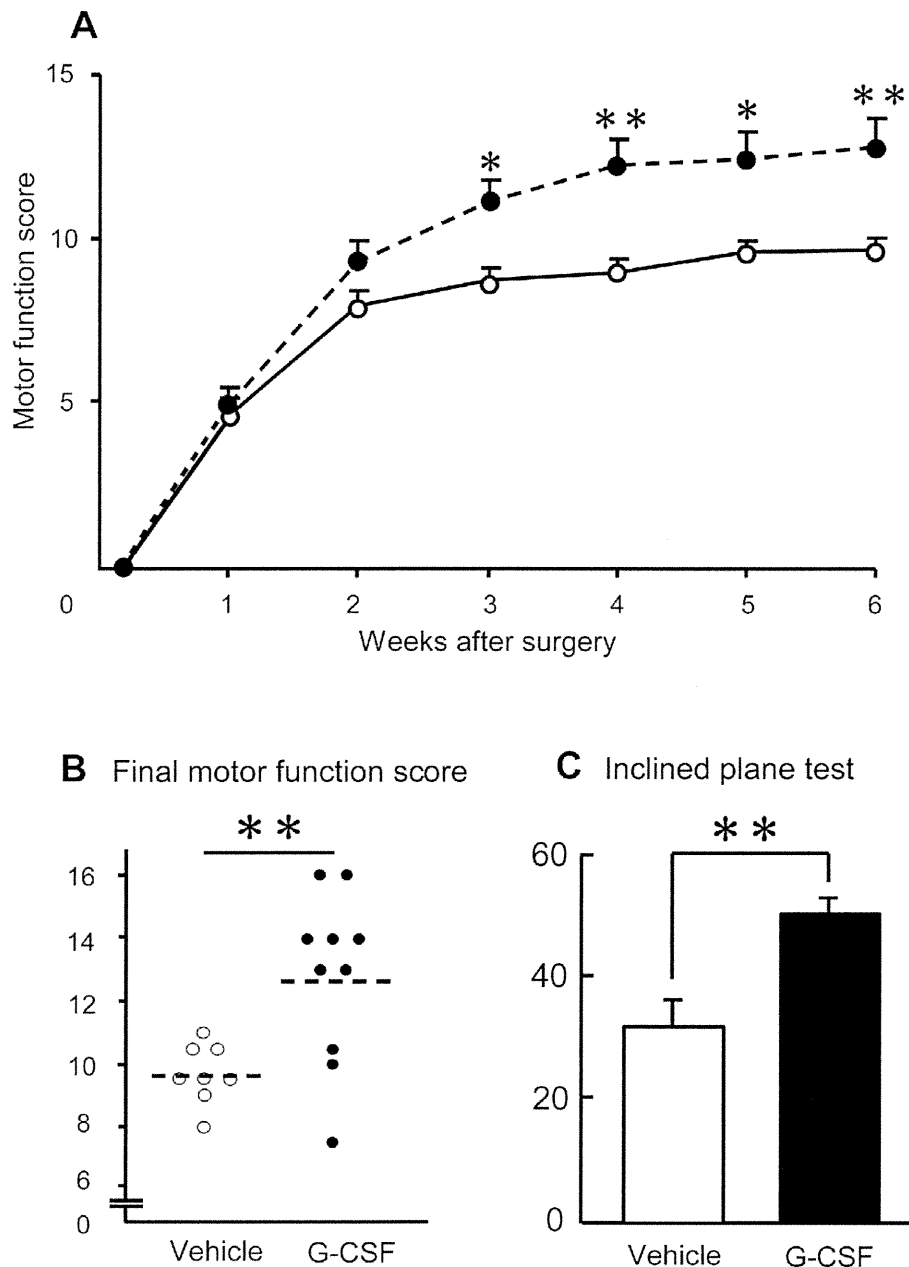 A
15
10
5
0
Motor function score
* ** * **
1 2 3 4 5 6
Weeks after surgery
B Final motor function score
**
16
14
12
10
8
6
0
Vehicle G-CSF
C Inclined plane test
**
60
40
20
0
Vehicle G-CSF